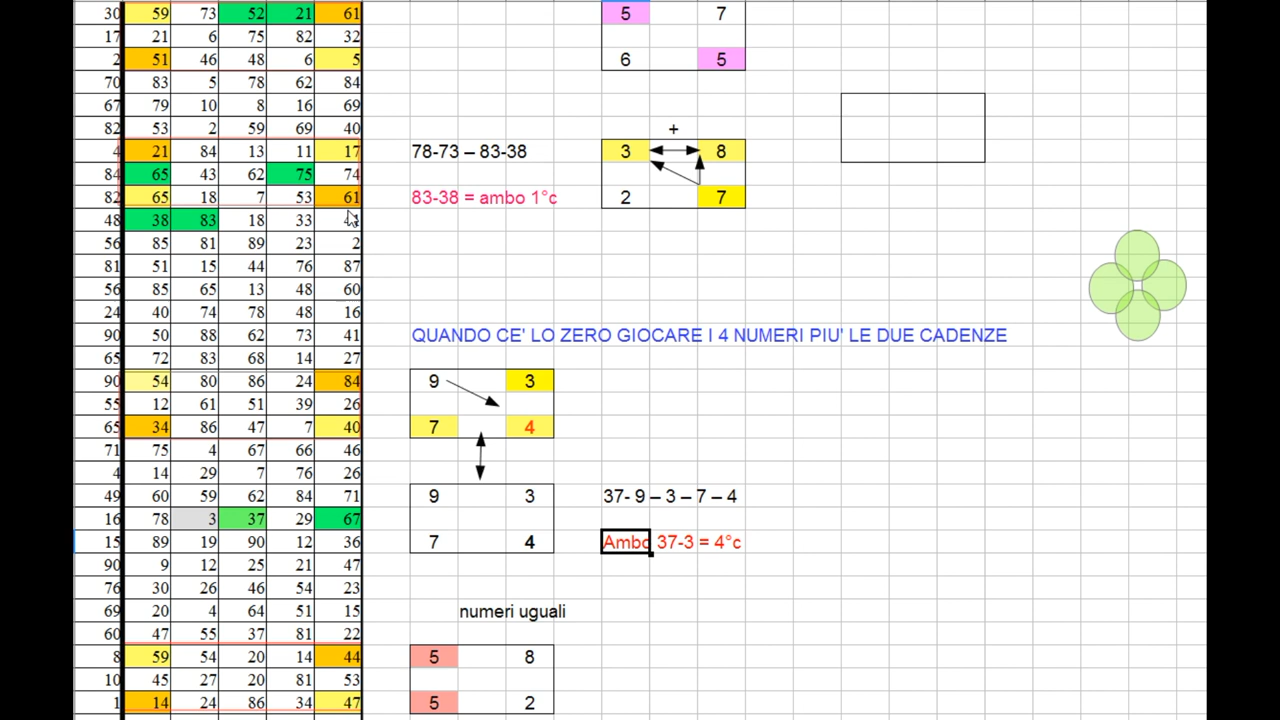 30 59 73 52 21 61 5 7
17 21 6 75 82 32
2 51 46 48 6 5 6 5
70 83 5 78 62 84
67 79 10 8 16 69
82 53 2 59 69 40 +
4 21 84 13 11 17 78-73 – 83-38 3 8
84 65 43 62 75 74
82 65 18 7 53 61 83-38 = ambo 1°c 2 7
48 38 83 18 33
56 85 81 89 23 2
81 51 15 44 76 87
56 85 65 13 48 60
24 40 74 78 48 16
90 50 88 62 73 41 QUANDO CE' LO ZERO GIOCARE I 4 NUMERI PIU' LE DUE CADENZE
65 72 83 68 14 27
90 54 80 86 24 84 9 3
55 12 61 51 39 26
65 34 86 47 7 40 7 4
71 75 4 67 66 46
4 14 29 7 76 26
49 60 59 62 84 71 9 3 37- 9 – 3 – 7 – 4
16 78 3 37 29 67
15 89 19 90 12 36 7 4 Ambo 37-3 = 4°c
90 9 12 25 21 47
76 30 26 46 54 23
69 20 4 64 51 15 numeri uguali
60 47 55 37 81 22
8 59 54 20 14 44 5 8
10 45 27 20 81 53
1 14 24 86 34 47 5 2